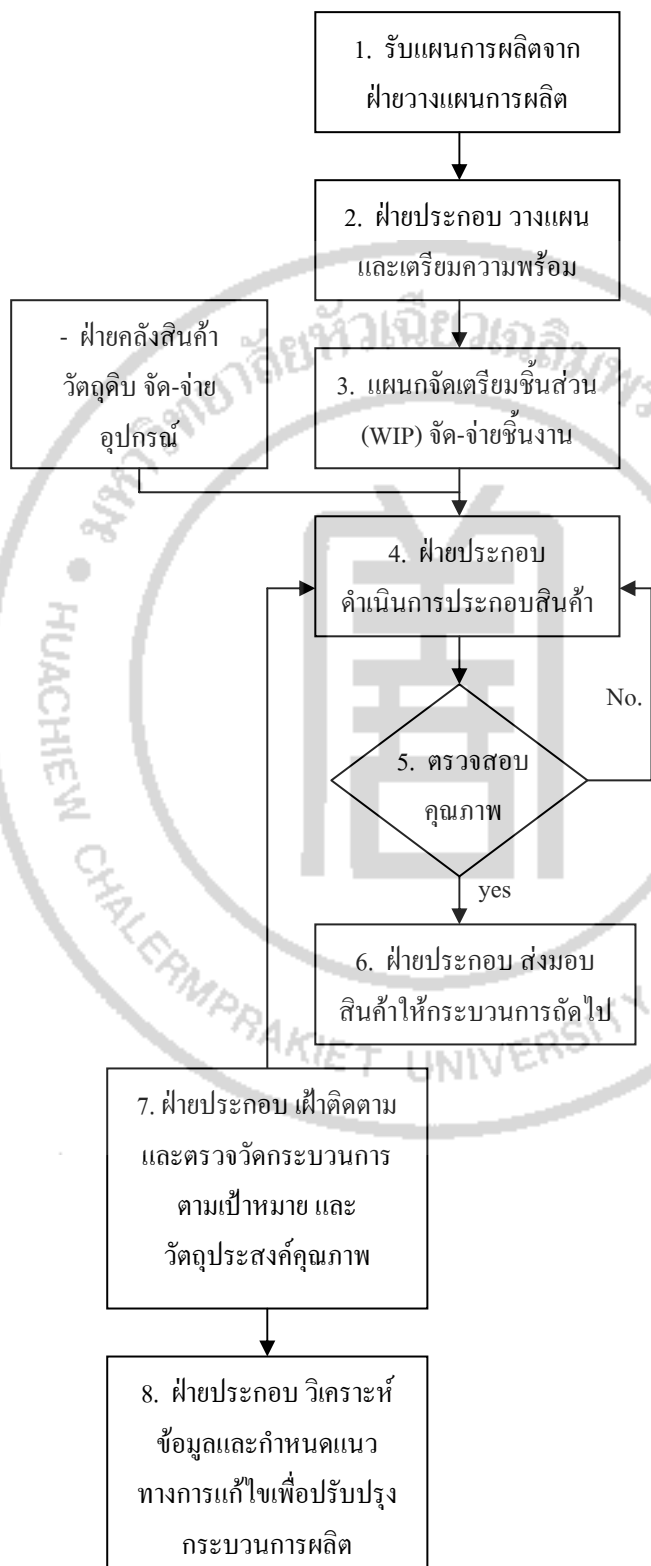 1. รับแผนการผลิตจาก
ฝ่ายวางแผนการผลิต
2. ฝ่ายประกอบ วางแผน
และเตรียมความพร้อม
- ฝ่ายคลังสินค้า
วัตถุดิบ จัด-จ่าย
อุปกรณ์
3. แผนกจัดเตรียมชิ้นส่วน
(WIP) จัด-จ่ายชิ้นงาน
4. ฝ่ายประกอบ
ดำเนินการประกอบสินค้า
No.
5. ตรวจสอบ
คุณภาพ
yes
6. ฝ่ายประกอบ ส่งมอบ
สินค้าให้กระบวนการถัดไป
7. ฝ่ายประกอบ เฝ้าติดตาม
และตรวจวัดกระบวนการ
ตามเป้าหมาย และ
วัตถุประสงค์คุณภาพ
8. ฝ่ายประกอบ วิเคราะห์
ข้อมูลและกำหนดแนว
ทางการแก้ไขเพื่อปรับปรุง
กระบวนการผลิต
HUACHIEW CHALERMPRAKIET UNIVERSITY